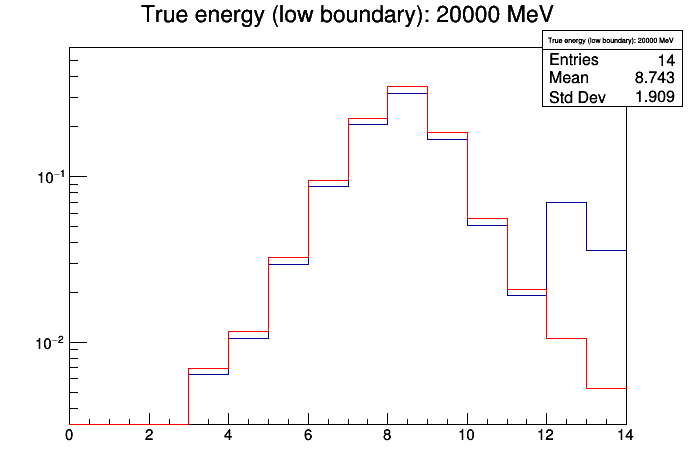 True energy (low boundary): 20000 MeV
True energy (low boundary): 20000 MeV
Entries 14
Mean 8.743
Std Dev 1.909
10⁻¹
10⁻²
0 2 4 6 8 10 12 14